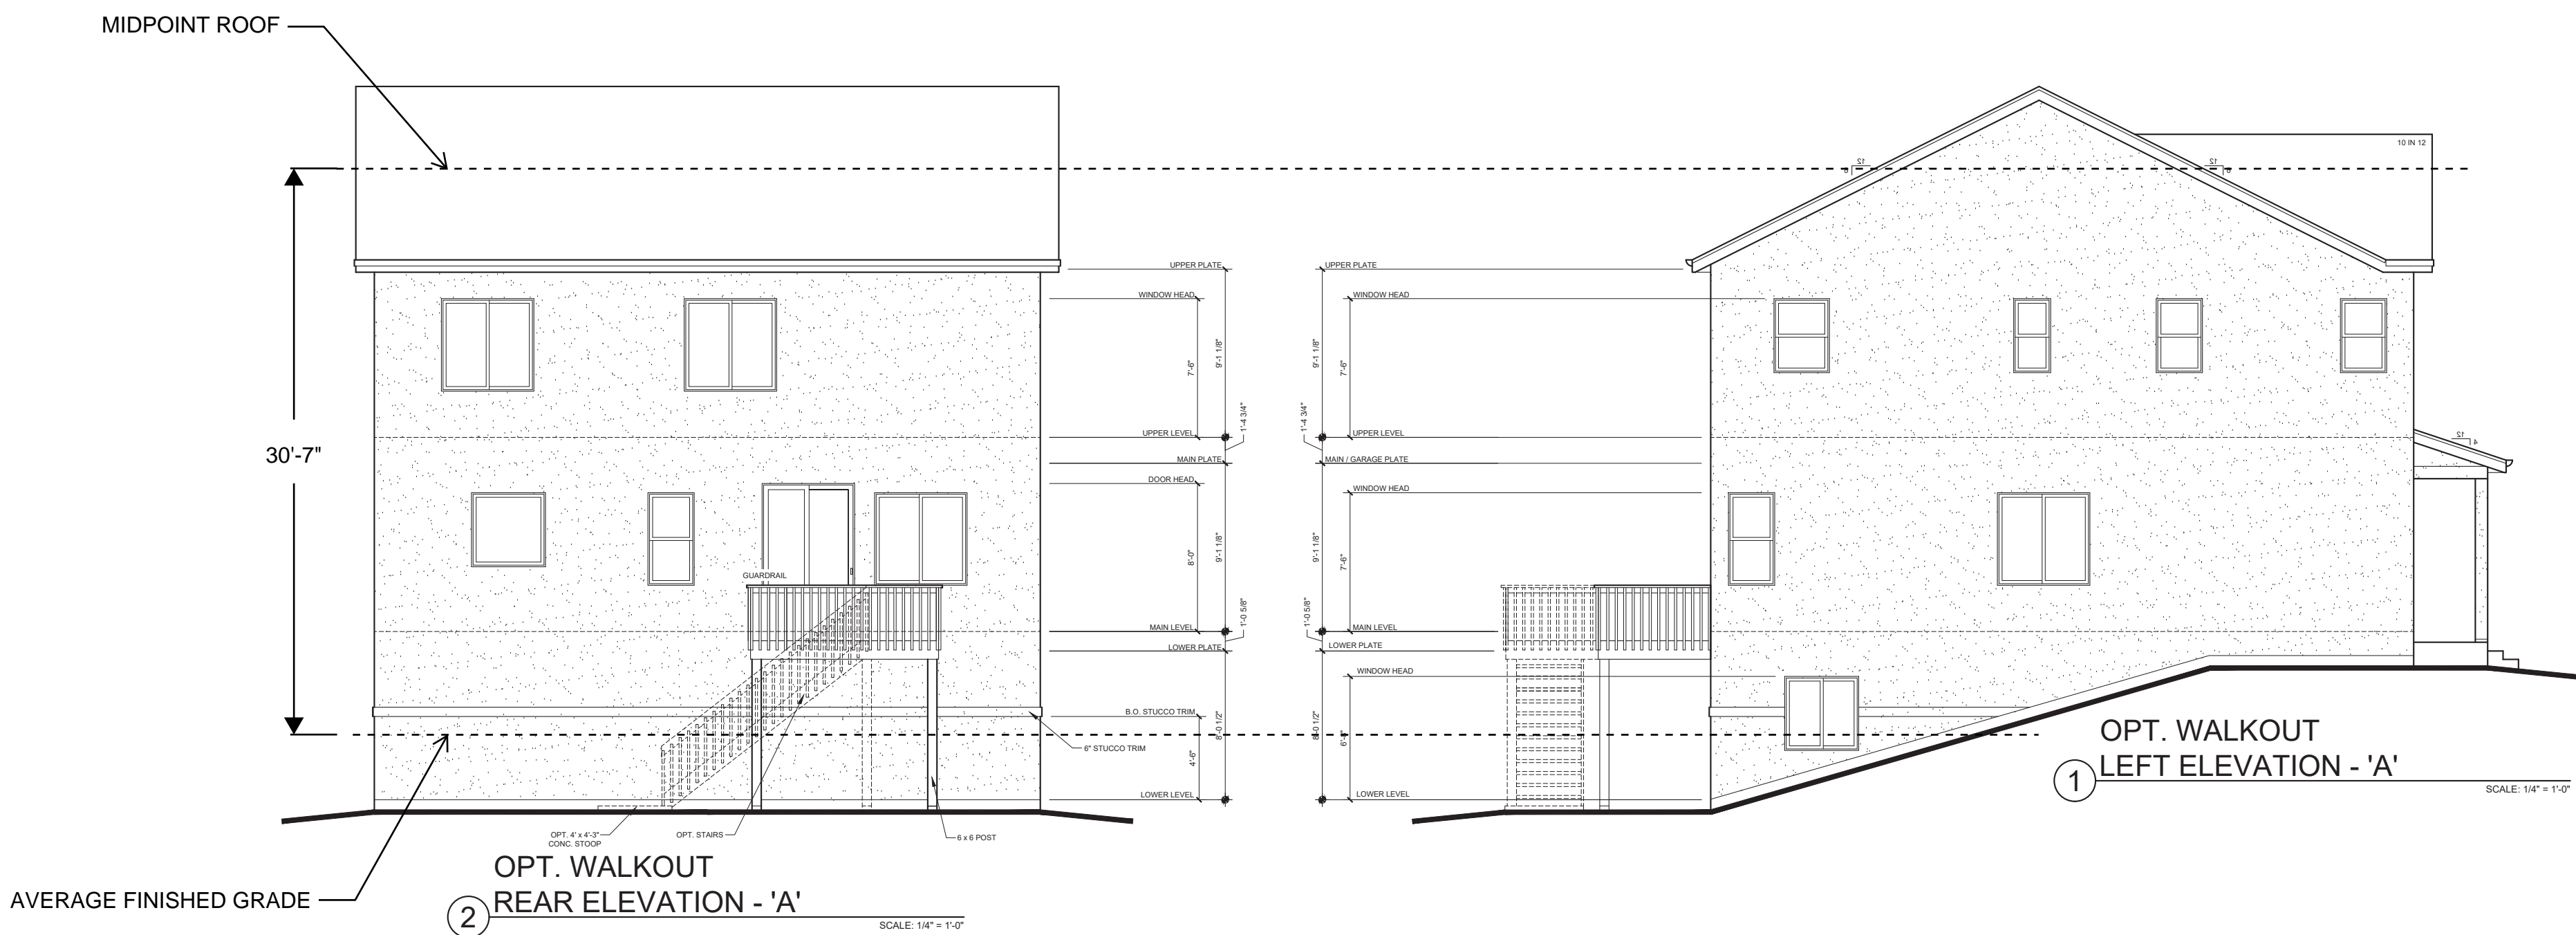 MIDPOINT ROOF
30'-7"
AVERAGE FINISHED GRADE
GUARDRAIL
OPT. 4' x 4'-3"
CONC. STOOP
OPT. STAIRS
6 x 6 POST
6" STUCCO TRIM
UPPER PLATE
WINDOW HEAD
7'-6"
9'-1 1/8"
UPPER LEVEL
1'-4 3/4"
MAIN PLATE
DOOR HEAD
8'-0"
9'-1 1/8"
MAIN LEVEL
1'-0 5/8"
LOWER PLATE
B.O. STUCCO TRIM
4'-6"
8'-0 1/2"
LOWER LEVEL
OPT. WALKOUT
2 REAR ELEVATION - 'A'
SCALE: 1/4" = 1'-0"
UPPER PLATE
WINDOW HEAD
9'-1 1/8"
7'-6"
1'-4 3/4"
UPPER LEVEL
MAIN / GARAGE PLATE
WINDOW HEAD
9'-1 1/8"
7'-6"
1'-0 5/8"
MAIN LEVEL
LOWER PLATE
WINDOW HEAD
8'-0 1/2"
LOWER LEVEL
12
12
10 IN 12
12
4
OPT. WALKOUT
1 LEFT ELEVATION - 'A'
SCALE: 1/4" = 1'-0"